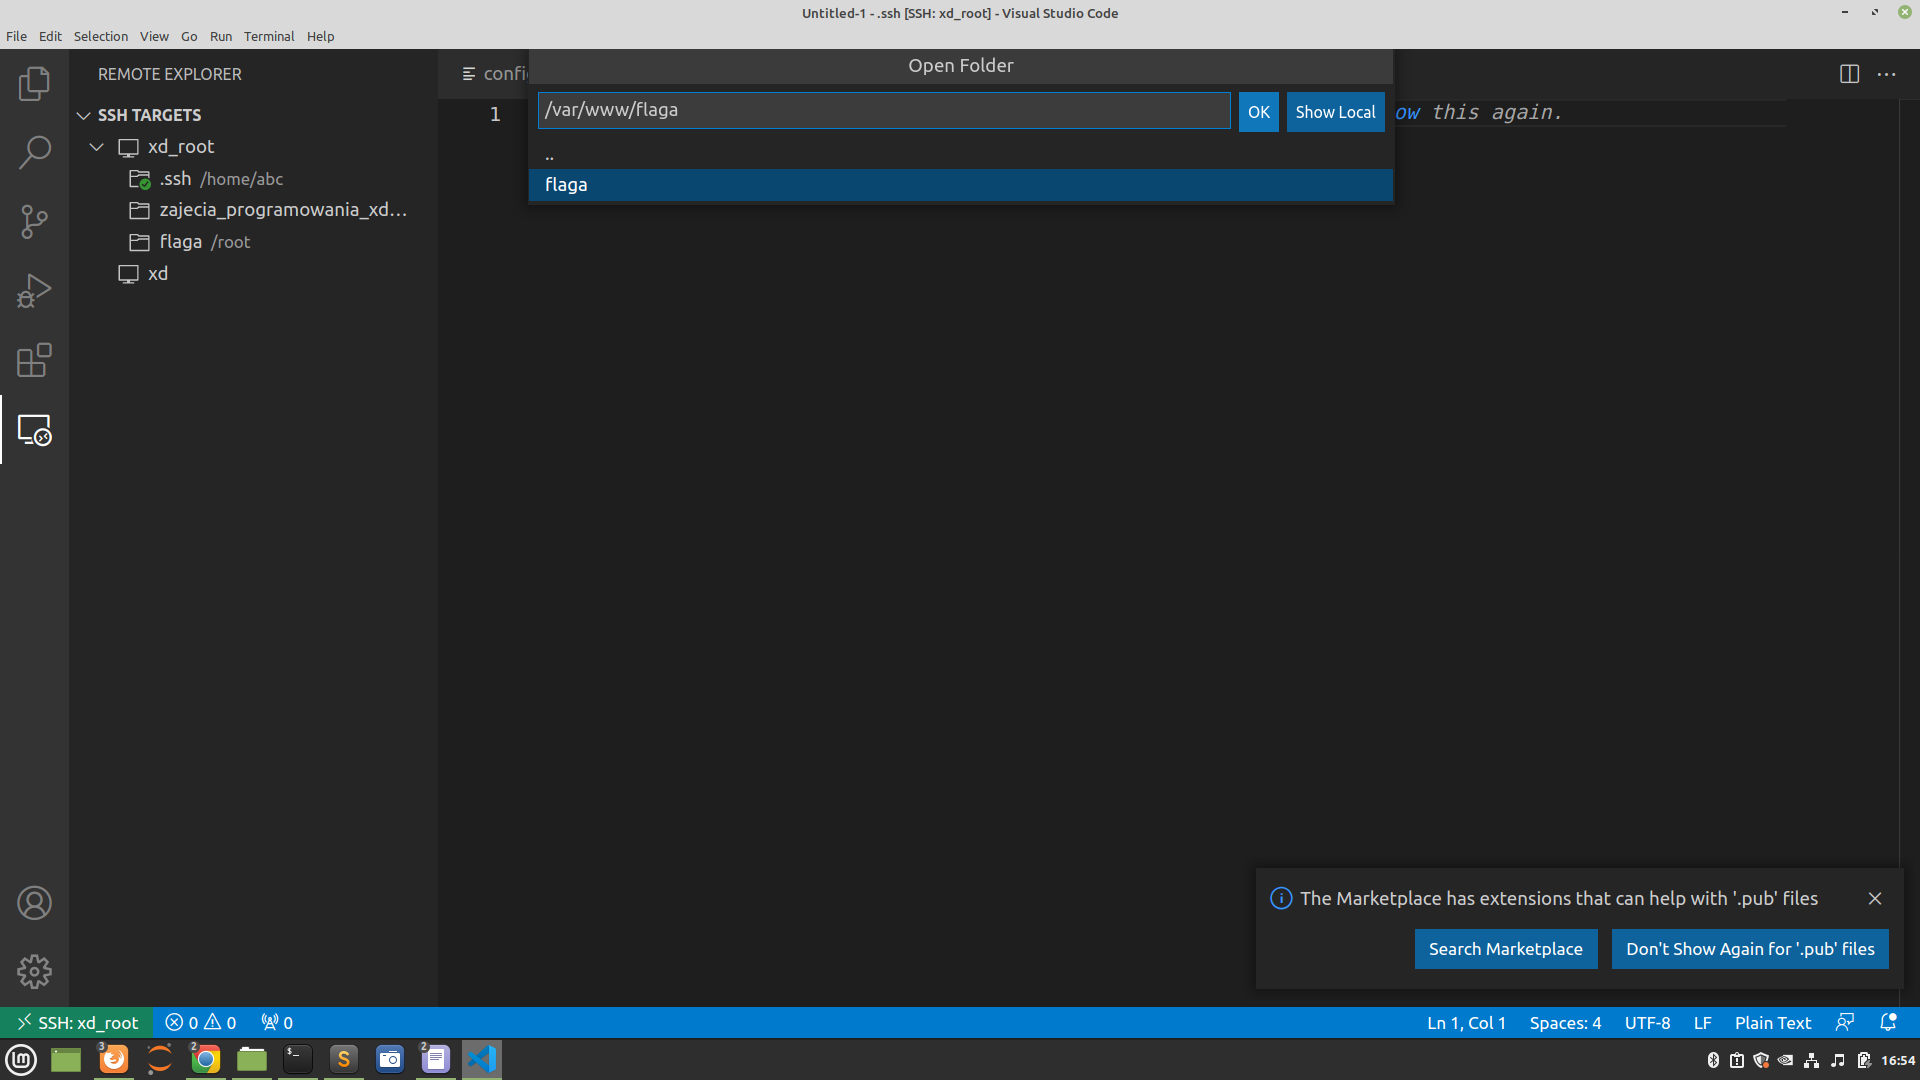 Untitled-1 - .ssh [SSH: xd_root] - Visual Studio Code
File Edit Selection View Go Run Terminal Help
REMOTE EXPLORER
SSH TARGETS
xd_root
.ssh /home/abc
zajecia_programowania_xd...
flaga /root
xd
confi
Open Folder
/var/www/flaga
OK
Show Local
..
flaga
1
ow this again.
The Marketplace has extensions that can help with '.pub' files
Search Marketplace
Don't Show Again for '.pub' files
SSH: xd_root 0 0 0
Ln 1, Col 1 Spaces: 4 UTF-8 LF Plain Text
3
2
$_
S
2
16:54